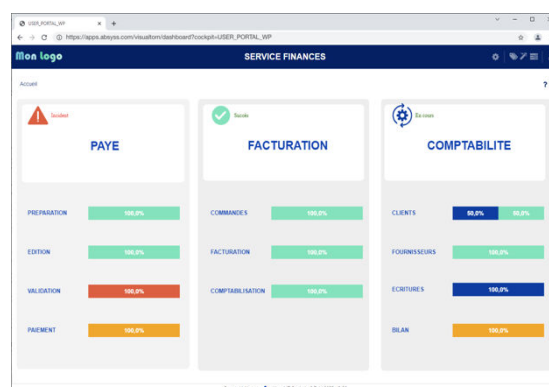 USER_PORTAL_WP
https://apps.absyss.com/visualtom/dashboard?cockpit=USER_PORTAL_WP
Mon Logo SERVICE FINANCES
Accueil ?
Incident
PAYE
PREPARATION 100,0%
EDITION 100,0%
VALIDATION 100,0%
PAIEMENT 100,0%
Succès
FACTURATION
COMMANDES 100,0%
FACTURATION 100,0%
COMPTABILISATION 100,0%
En cours
COMPTABILITE
CLIENTS 50,0% 50,0%
FOURNISSEURS 100,0%
ECRITURES 100,0%
BILAN 100,0%